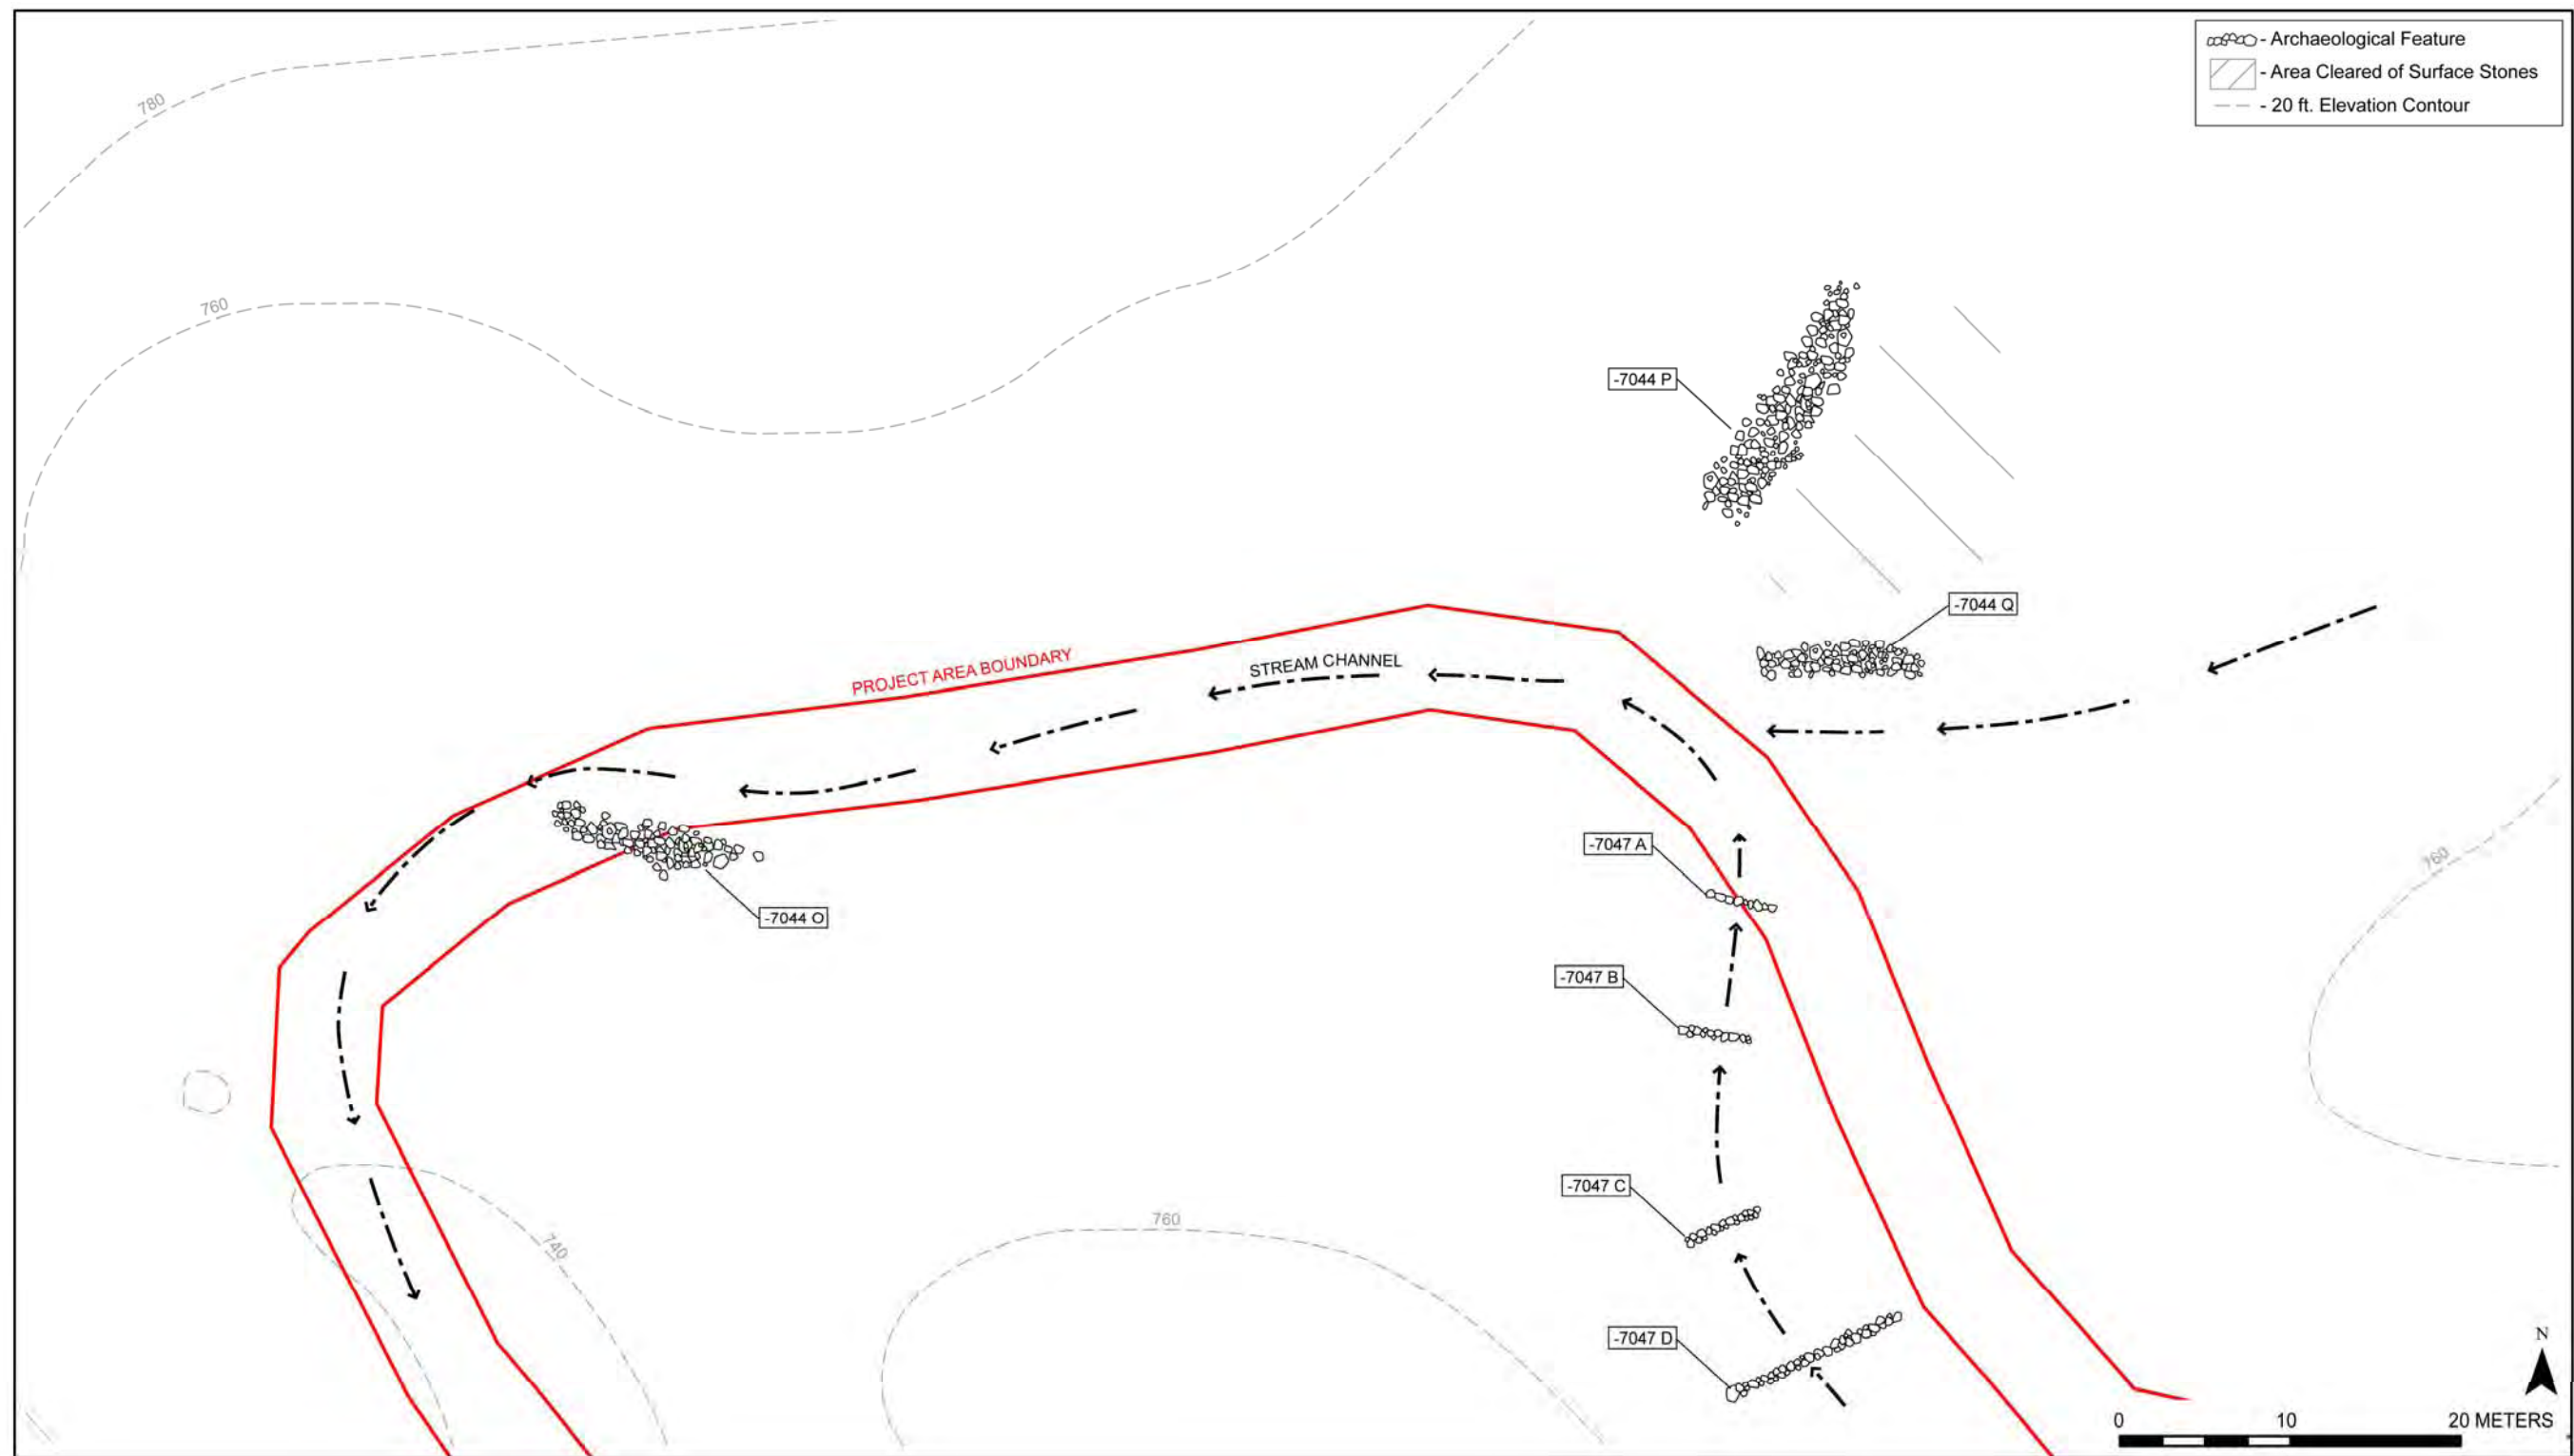 - Archaeological Feature
- Area Cleared of Surface Stones
- 20 ft. Elevation Contour
780
760
-7044 P
-7044 Q
PROJECT AREA BOUNDARY
STREAM CHANNEL
-7047 A
760
-7044 O
-7047 B
-7047 C
760
740
-7047 D
N
0 10 20 METERS